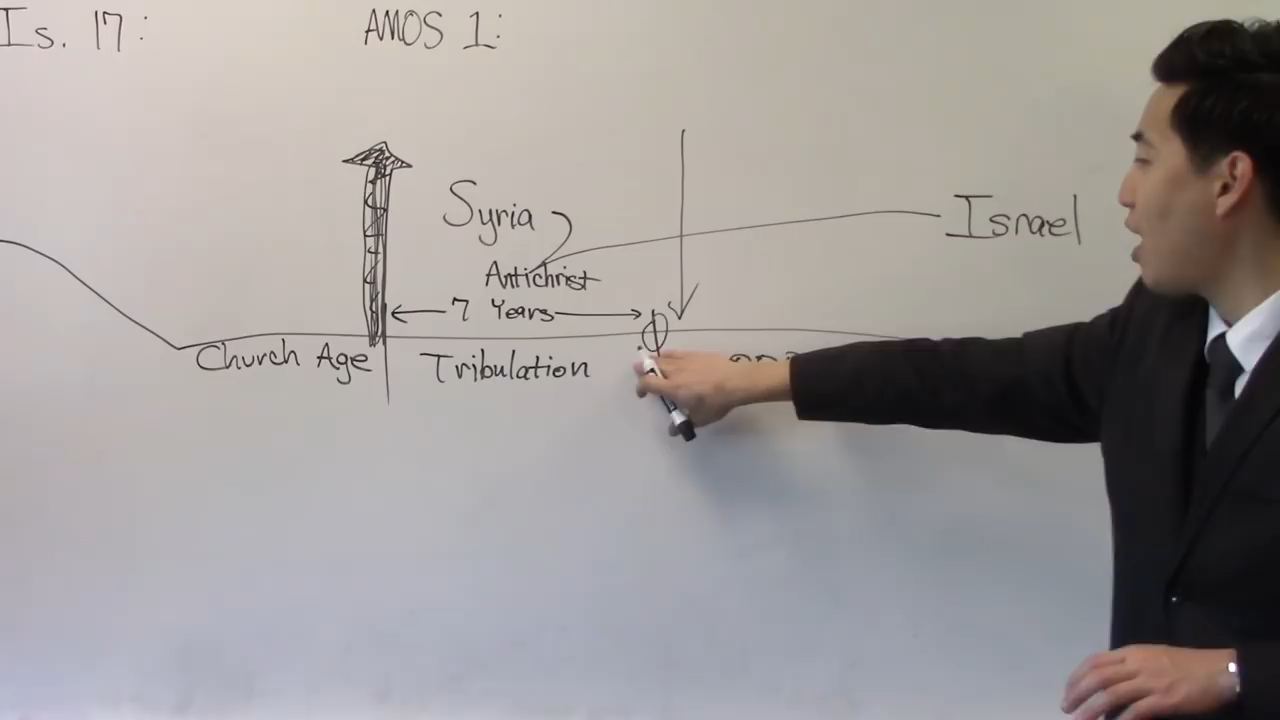 Is. 17:
AMOS 1:
Syria
Israel
Antichrist
7 Years
Church Age
Tribulation